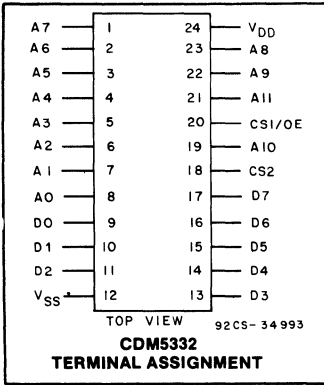 A7 1 24 VDD
A6 2 23 A8
A5 3 22 A9
A4 4 21 A11
A3 5 20 CS1/OE
A2 6 19 A10
A1 7 18 CS2
A0 8 17 D7
D0 9 16 D6
D1 10 15 D5
D2 11 14 D4
VSS 12 13 D3
TOP VIEW 92CS-34993
CDM5332
TERMINAL ASSIGNMENT